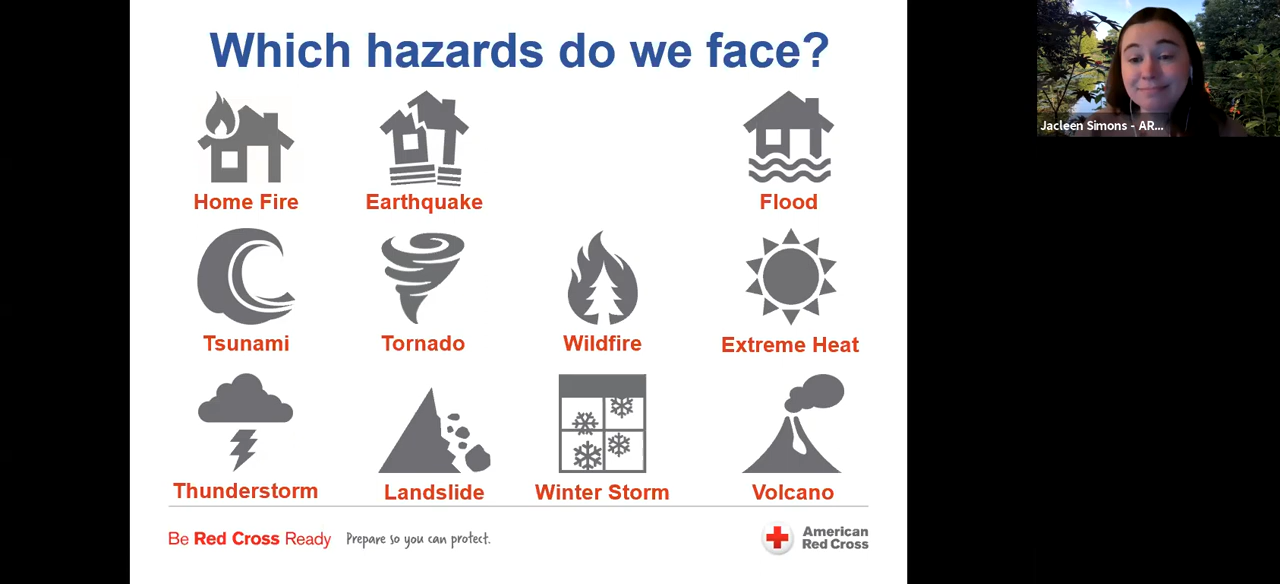 Which hazards do we face?
Home Fire
Earthquake
Flood
Tsunami
Tornado
Wildfire
Extreme Heat
Thunderstorm
Landslide
Winter Storm
Volcano
Be Red Cross Ready
Prepare so you can protect.
American
Red Cross
Jacleen Simons - AR...